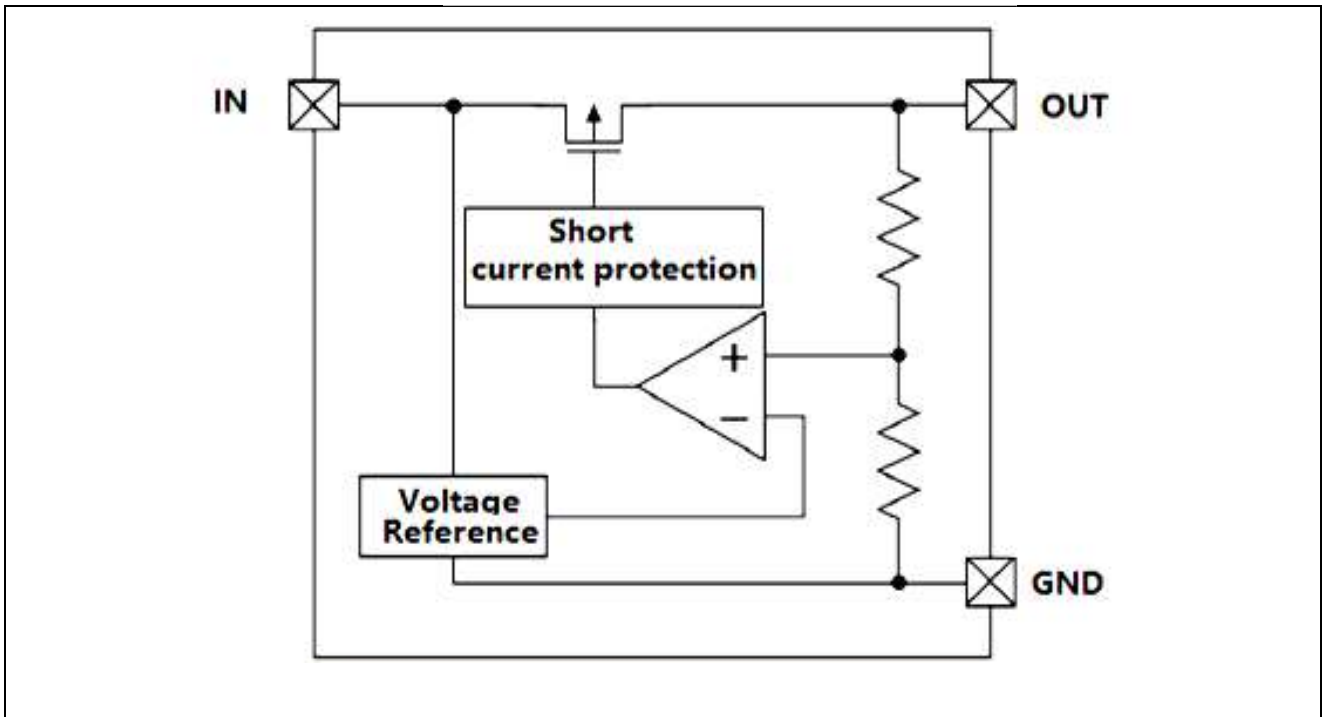 IN
OUT
Short
current protection
+
−
Voltage
Reference
GND